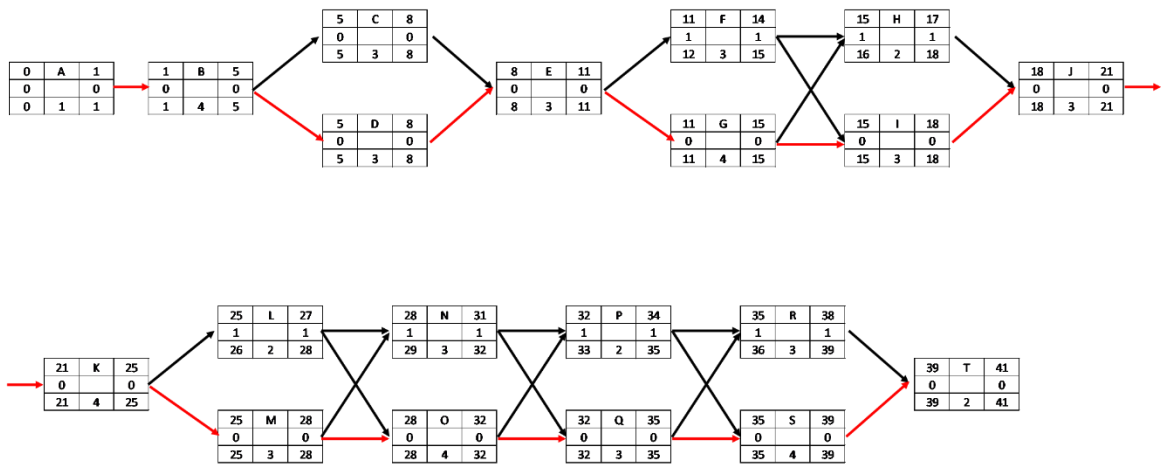 0 A 1
0 0
0 1 1
1 B 5
0 0
1 4 5
5 C 8
0 0
5 3 8
5 D 8
0 0
5 3 8
8 E 11
0 0
8 3 11
11 F 14
1 1
12 3 15
11 G 15
0 0
11 4 15
15 H 17
1 1
16 2 18
15 I 18
0 0
15 3 18
18 J 21
0 0
18 3 21
21 K 25
0 0
21 4 25
25 L 27
1 1
26 2 28
25 M 28
0 0
25 3 28
28 N 31
1 1
29 3 32
28 O 32
0 0
28 4 32
32 P 34
1 1
33 2 35
32 Q 35
0 0
32 3 35
35 R 38
1 1
36 3 39
35 S 39
0 0
35 4 39
39 T 41
0 0
39 2 41